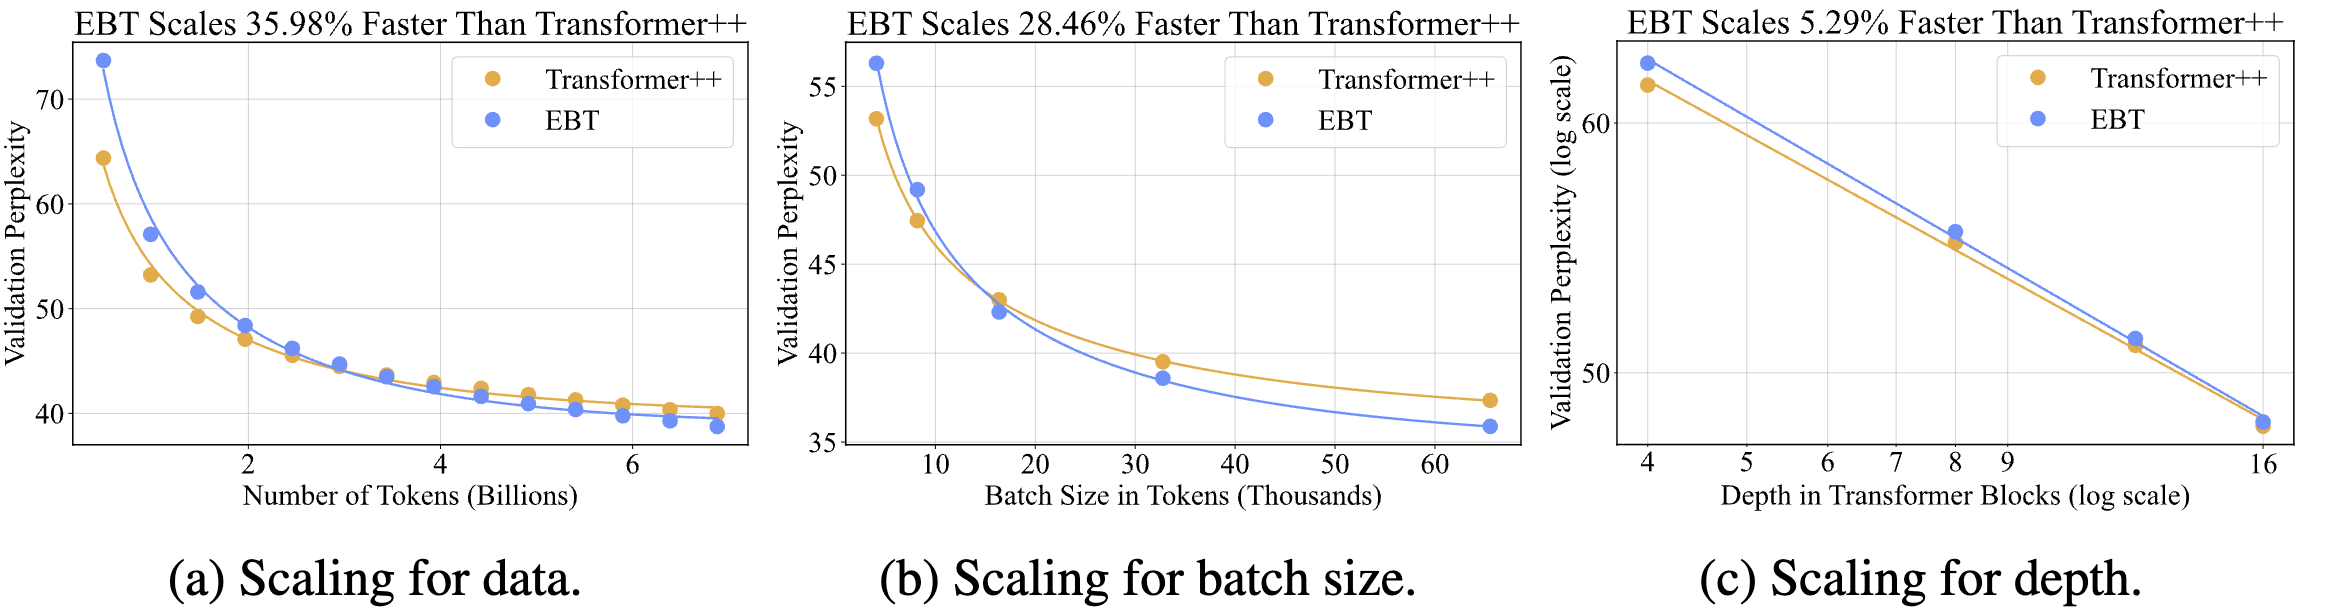 EBT Scales 35.98% Faster Than Transformer++
Transformer++
EBT
Validation Perplexity
70
60
50
40
2
4
6
Number of Tokens (Billions)
(a) Scaling for data.
EBT Scales 28.46% Faster Than Transformer++
Transformer++
EBT
Validation Perplexity
55
50
45
40
35
10
20
30
40
50
60
Batch Size in Tokens (Thousands)
(b) Scaling for batch size.
EBT Scales 5.29% Faster Than Transformer++
Transformer++
EBT
Validation Perplexity (log scale)
60
50
4
5
6
7
8
9
16
Depth in Transformer Blocks (log scale)
(c) Scaling for depth.